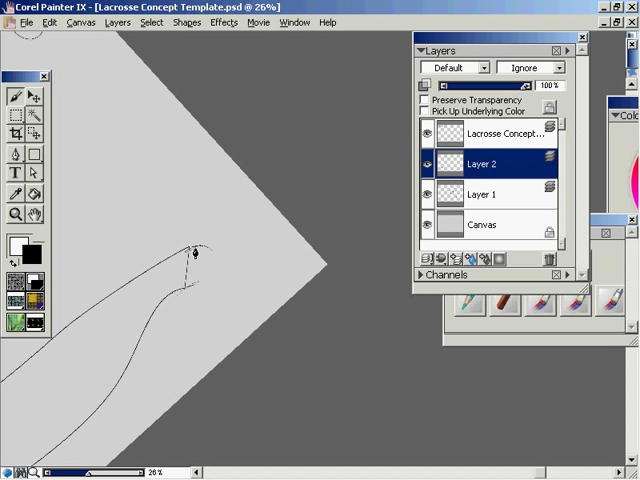 Corel Painter IX - [Lacrosse Concept Template.psd @ 26%]
File Edit Canvas Layers Select Shapes Effects Movie Window Help
Layers
Default Ignore
100%
Preserve Transparency
Pick Up Underlying Color
Lacrosse Concept...
Layer 2
Layer 1
Canvas
Channels
Colo
T
26%